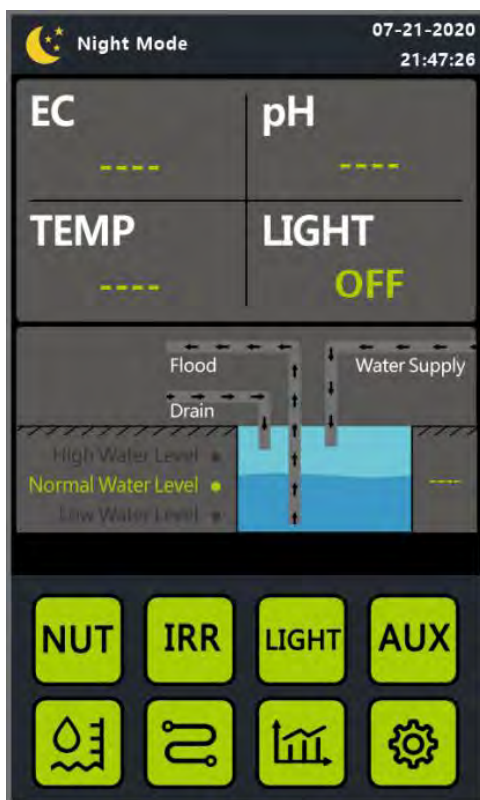 Night Mode
07-21-2020
21:47:26
EC
pH
----
----
TEMP
LIGHT
----
OFF
Flood
Water Supply
Drain
High Water Level
Normal Water Level
----
Low Water Level
NUT
IRR
LIGHT
AUX